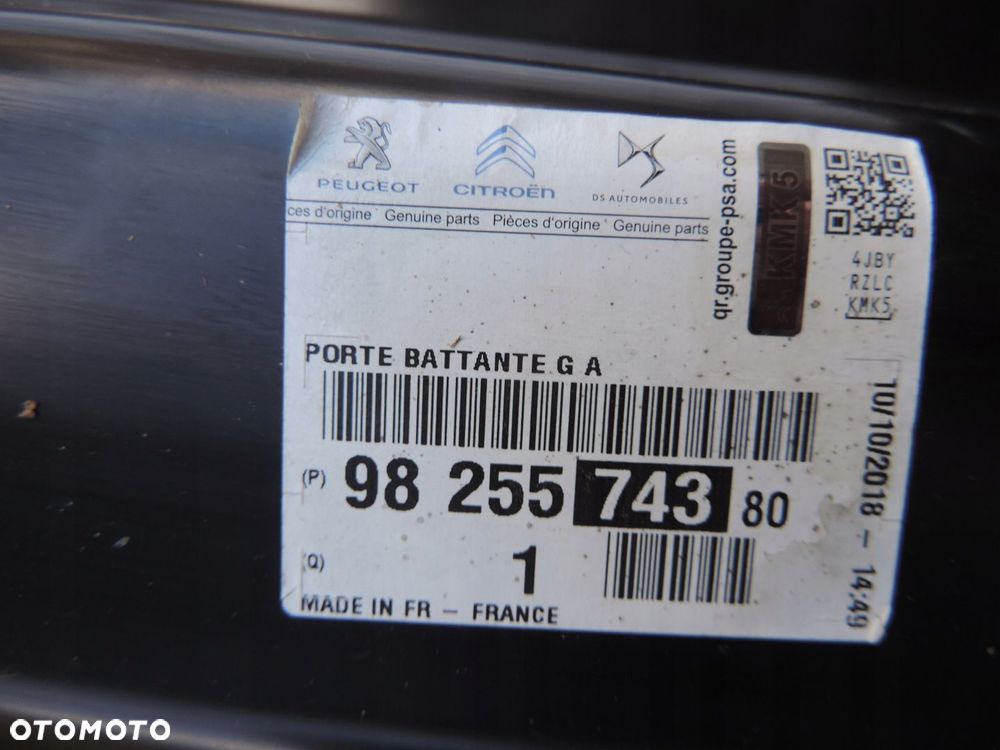 PEUGEOT CITROËN DS AUTOMOBILES
ces d'origine Genuine parts Pièces d'origine Genuine parts
qr.groupe-psa.com
KMK5
4JBY
RZLC
KMK5
PORTE BATTANTE G A
(P) 98 255 743 80
(Q) 1
MADE IN FR – FRANCE
10/10/2018 – 14:49
OTOMOTO